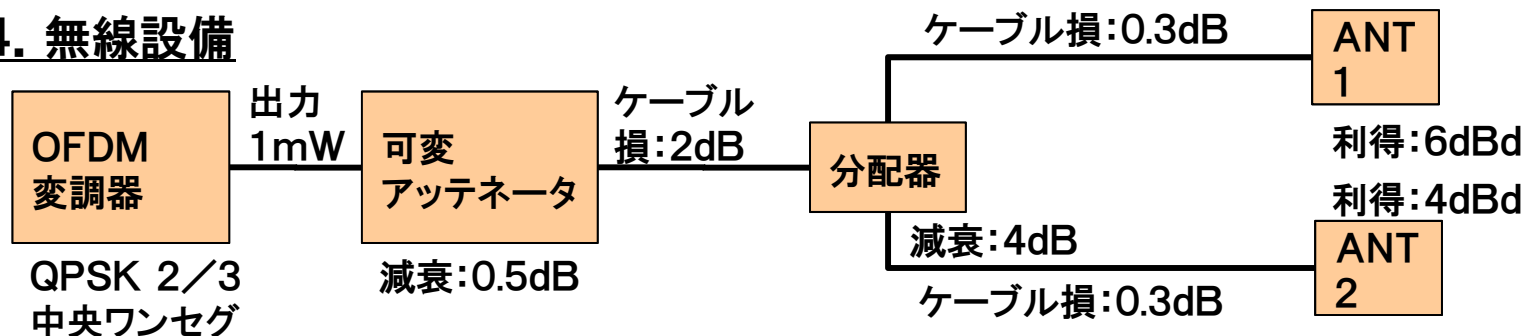 4. 無線設備
OFDM
変調器
QPSK 2/3
中央ワンセグ
出力
1mW
可変
アッテネータ
減衰:0.5dB
ケーブル
損:2dB
分配器
減衰:4dB
ケーブル損:0.3dB
ANT
1
利得:6dBd
利得:4dBd
ANT
2
ケーブル損:0.3dB